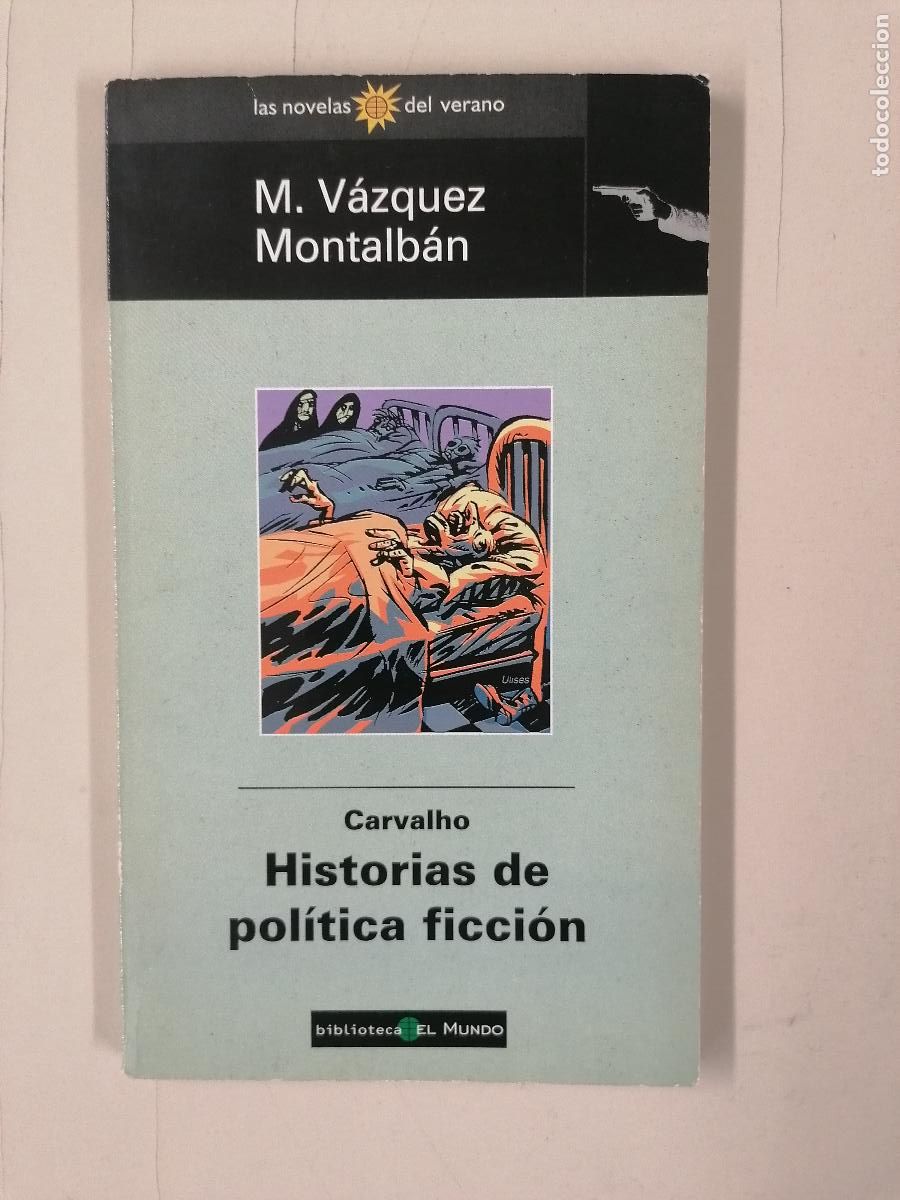 las novelas del verano
M. Vázquez
Montalbán
Ulises
Carvalho
Historias de
política ficción
biblioteca EL MUNDO
todocoleccion